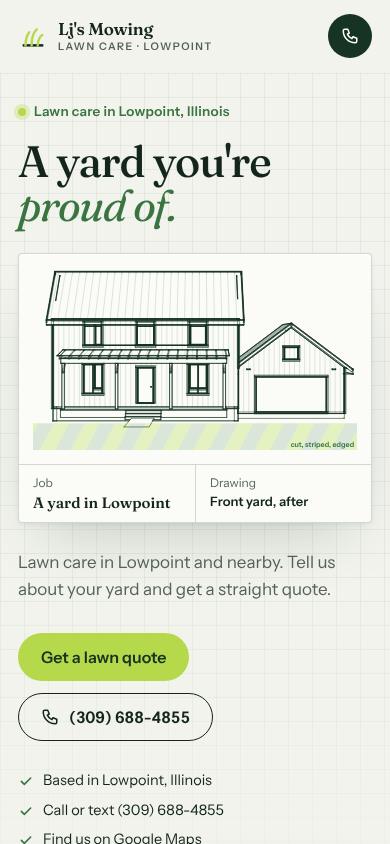 Lj's Mowing
LAWN CARE · LOWPOINT
Lawn care in Lowpoint, Illinois
A yard you're
proud of.
cut, striped, edged
Job
A yard in Lowpoint
Drawing
Front yard, after
Lawn care in Lowpoint and nearby. Tell us
about your yard and get a straight quote.
Get a lawn quote
(309) 688-4855
Based in Lowpoint, Illinois
Call or text (309) 688-4855
Find us on Google Maps